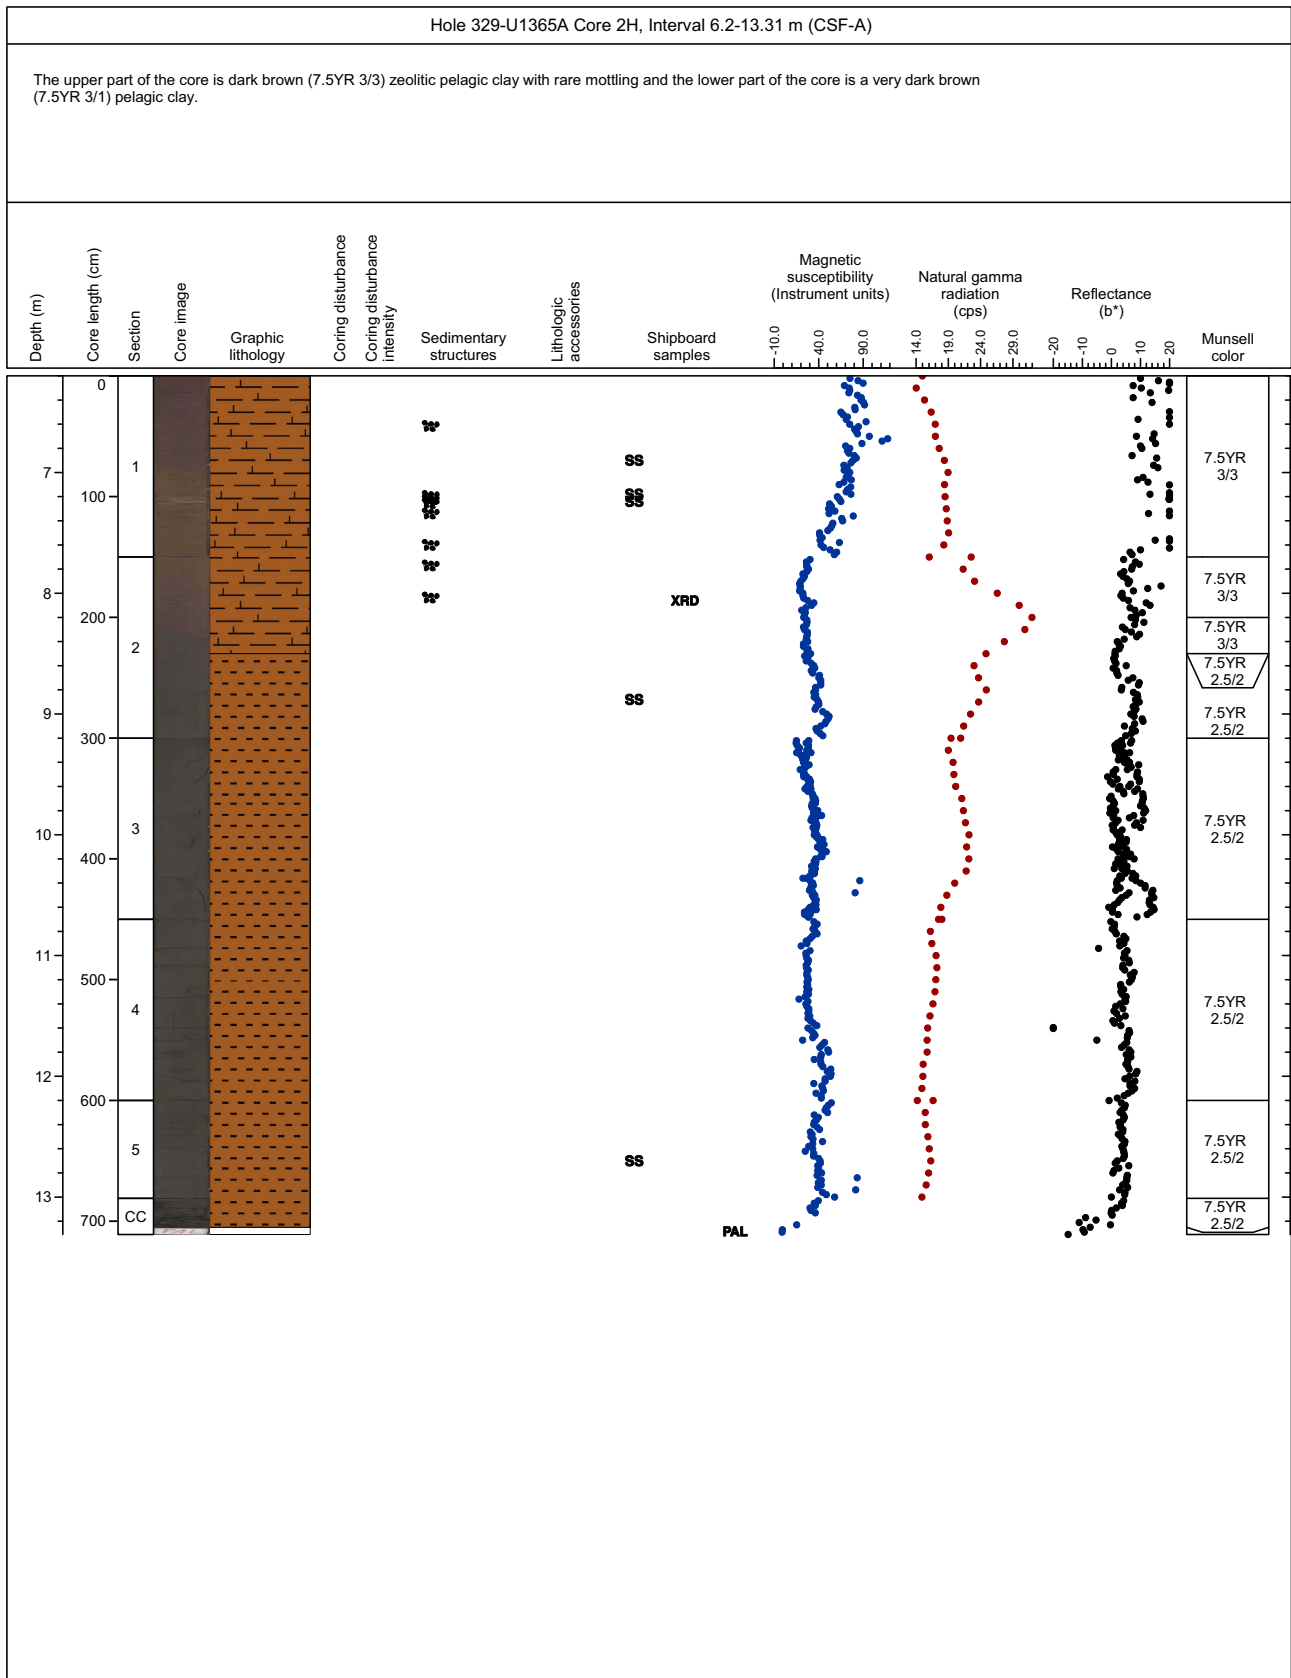 Hole 329-U1365A Core 2H, Interval 6.2-13.31 m (CSF-A)
The upper part of the core is dark brown (7.5YR 3/3) zeolitic pelagic clay with rare mottling and the lower part of the core is a very dark brown
(7.5YR 3/1) pelagic clay.
Depth (m)
Core length (cm)
Section
Core image
Graphic
lithology
Coring disturbance
Coring disturbance
intensity
Sedimentary
structures
Lithologic
accessories
Shipboard
samples
Magnetic
susceptibility
(Instrument units)
-10.0
40.0
90.0
Natural gamma
radiation
(cps)
14.0
19.0
24.0
29.0
Reflectance
(b*)
-20
-10
0
10
20
Munsell
color
0
1
SS
7.5YR
3/3
7
100
SS
SS
8
XRD
7.5YR
3/3
200
2
7.5YR
3/3
7.5YR
2.5/2
SS
9
7.5YR
2.5/2
300
3
10
7.5YR
2.5/2
400
11
500
4
7.5YR
2.5/2
12
600
5
SS
7.5YR
2.5/2
13
CC
700
7.5YR
2.5/2
PAL